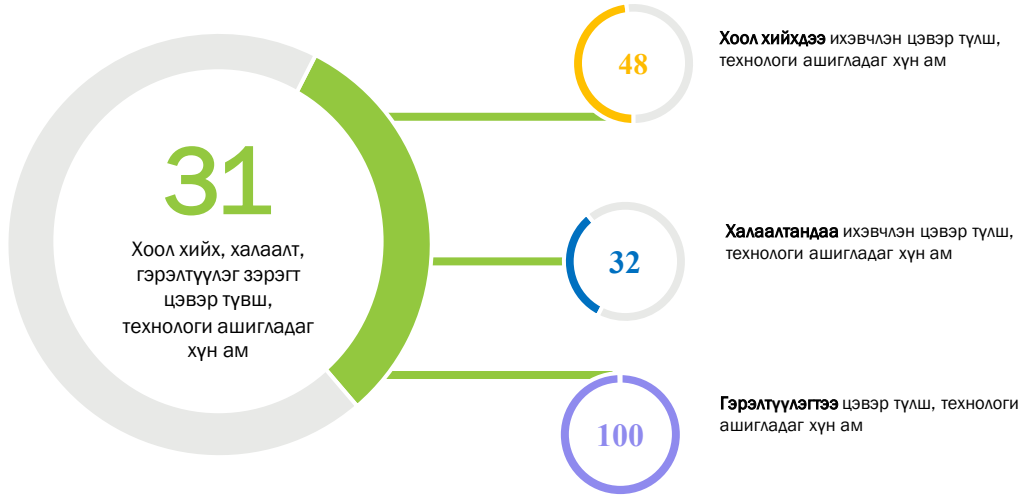 31
Хоол хийх, халаалт,
гэрэлтүүлэг зэрэгт
цэвэр түвш,
технологи ашигладаг
хүн ам
48
Хоол хийхдээ ихэвчлэн цэвэр түлш,
технологи ашигладаг хүн ам
32
Халаалтандаа ихэвчлэн цэвэр түлш,
технологи ашигладаг хүн ам
100
Гэрэлтүүлэгтээ цэвэр түлш, технологи
ашигладаг хүн ам